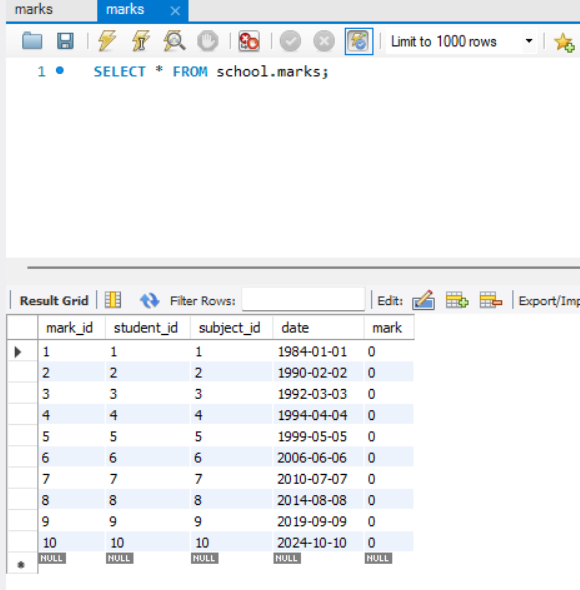 marks marks
Limit to 1000 rows
1 SELECT * FROM school.marks;
Result Grid Filter Rows: Edit: Export/Imp
mark_id student_id subject_id date mark
1 1 1 1984-01-01 0
2 2 2 1990-02-02 0
3 3 3 1992-03-03 0
4 4 4 1994-04-04 0
5 5 5 1999-05-05 0
6 6 6 2006-06-06 0
7 7 7 2010-07-07 0
8 8 8 2014-08-08 0
9 9 9 2019-09-09 0
10 10 10 2024-10-10 0
NULL NULL NULL NULL NULL